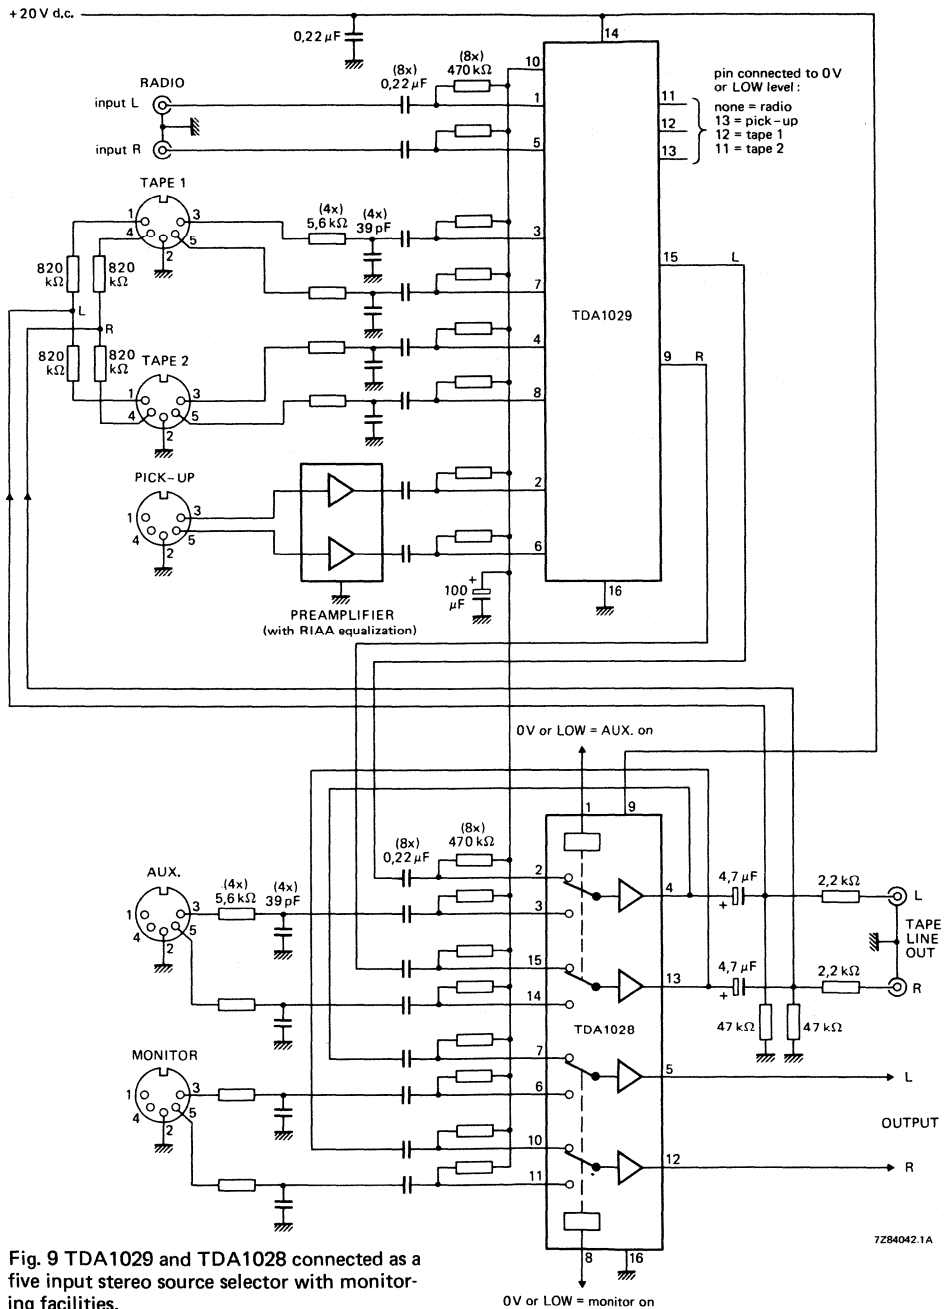 +20 V d.c.
0,22 µF
14
RADIO
input L
input R
(8x)
0,22 µF
(8x)
470 kΩ
10
1
5
11
12
13
pin connected to 0 V
or LOW level :
none = radio
13 = pick-up
12 = tape 1
11 = tape 2
TAPE 1
1
3
4
5
2
(4x)
5,6 kΩ
(4x)
39 pF
3
7
15
L
820
kΩ
820
kΩ
L
R
TDA1029
820
kΩ
820
kΩ
TAPE 2
1
3
4
5
2
4
8
9
R
PICK-UP
1
3
4
5
2
2
6
100
µF
+
16
PREAMPLIFIER
(with RIAA equalization)
0V or LOW = AUX. on
1
9
AUX.
1
3
4
5
2
(4x)
5,6 kΩ
(4x)
39 pF
(8x)
0,22 µF
(8x)
470 kΩ
2
3
4
4,7 µF
+
2,2 kΩ
L
TAPE
LINE
OUT
15
14
13
4,7 µF
+
2,2 kΩ
R
TDA1028
47 kΩ
47 kΩ
MONITOR
1
3
4
5
2
7
6
5
L
OUTPUT
10
11
12
R
8
16
7Z84042.1A
Fig. 9 TDA1029 and TDA1028 connected as a
five input stereo source selector with monitor-
ing facilities.
0V or LOW = monitor on